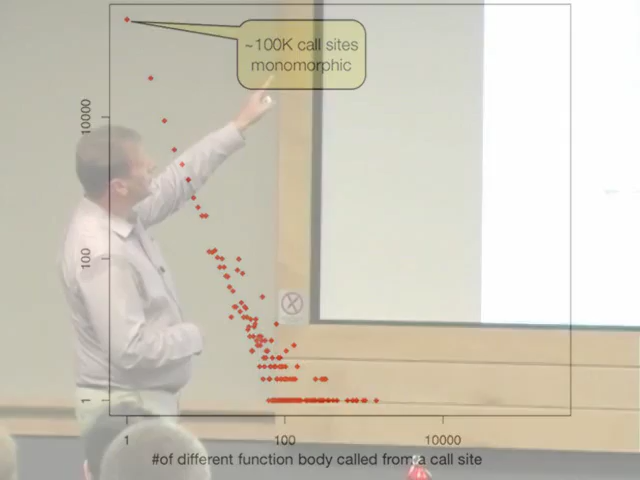 ~100K call sites
monomorphic
10000
100
1
1
100
10000
#of different function body called from a call site